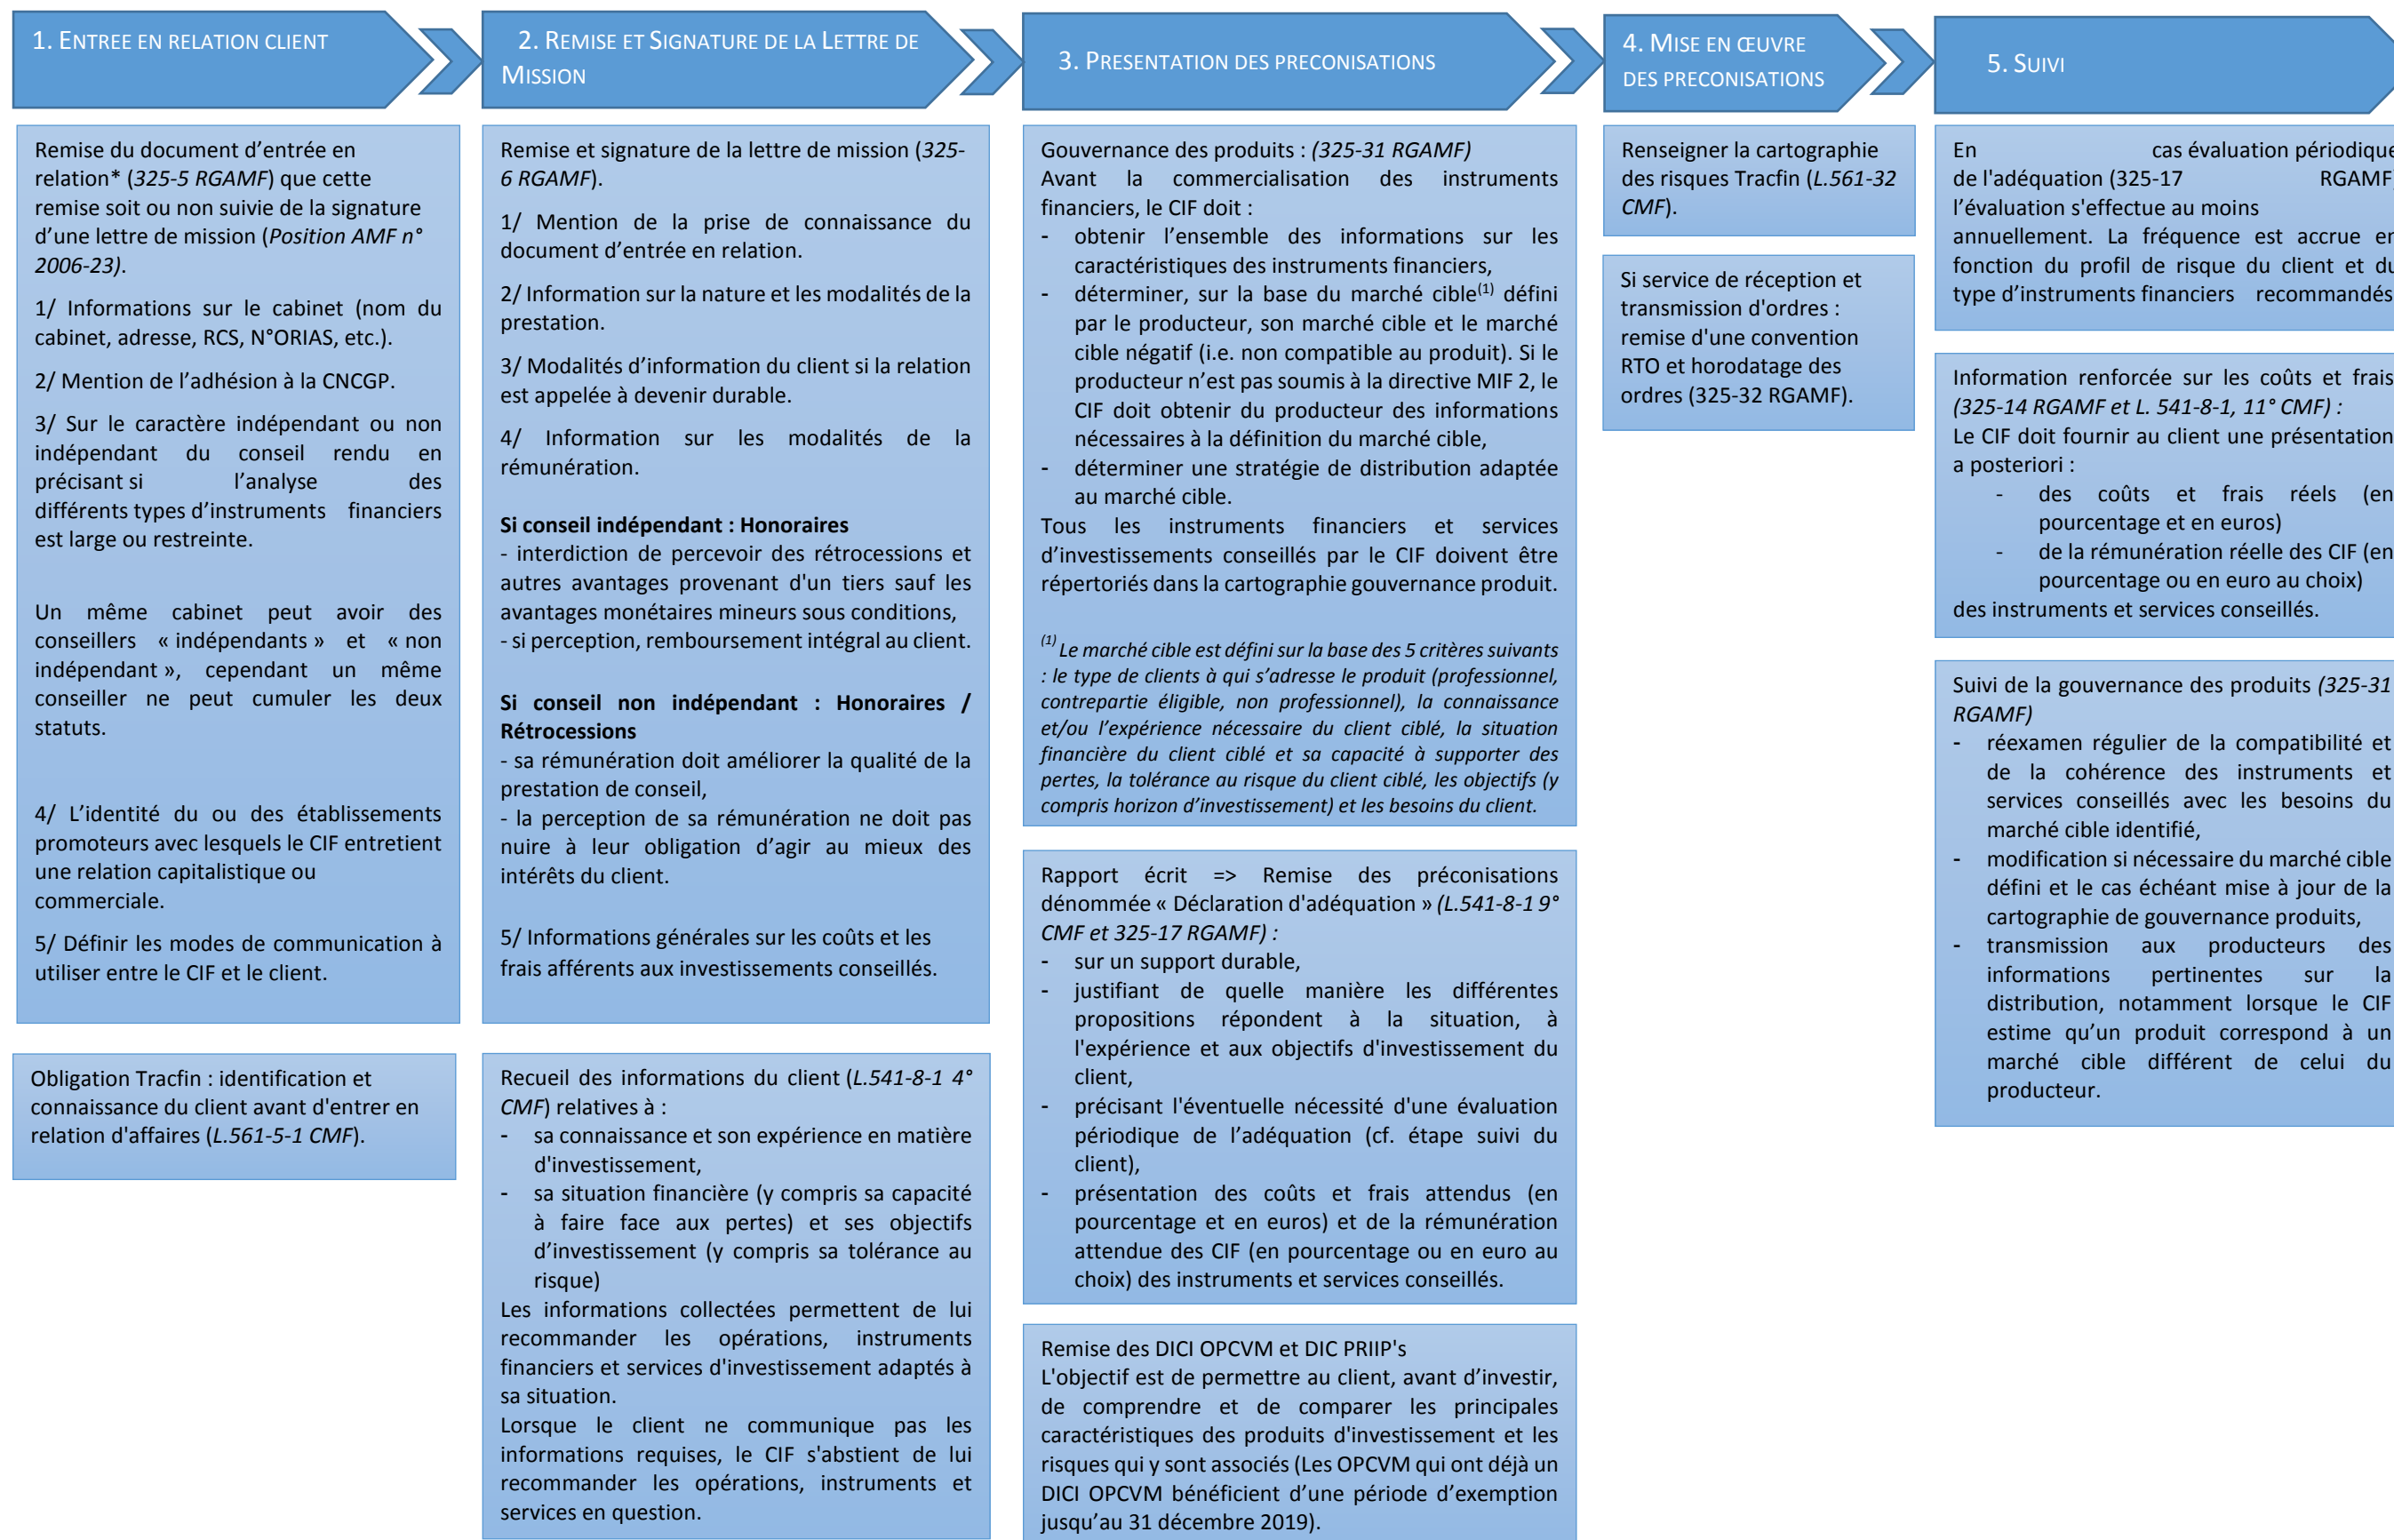 1. ENTREE EN RELATION CLIENT
2. REMISE ET SIGNATURE DE LA LETTRE DE
MISSION
3. PRESENTATION DES PRECONISATIONS
4. MISE EN ŒUVRE
DES PRECONISATIONS
5. SUIVI
Remise du document d’entrée en
relation* (325-5 RGAMF) que cette
remise soit ou non suivie de la signature
d’une lettre de mission (Position AMF n°
2006-23).
1/ Informations sur le cabinet (nom du
cabinet, adresse, RCS, N°ORIAS, etc.).
2/ Mention de l’adhésion à la CNCGP.
3/ Sur le caractère indépendant ou non
indépendant du conseil rendu en
précisant si l’analyse des
différents types d’instruments financiers
est large ou restreinte.
Un même cabinet peut avoir des
conseillers « indépendants » et « non
indépendant », cependant un même
conseiller ne peut cumuler les deux
statuts.
4/ L’identité du ou des établissements
promoteurs avec lesquels le CIF entretient
une relation capitalistique ou
commerciale.
5/ Définir les modes de communication à
utiliser entre le CIF et le client.
Obligation Tracfin : identification et
connaissance du client avant d'entrer en
relation d'affaires (L.561-5-1 CMF).
Remise et signature de la lettre de mission (325-
6 RGAMF).
1/ Mention de la prise de connaissance du
document d’entrée en relation.
2/ Information sur la nature et les modalités de la
prestation.
3/ Modalités d’information du client si la relation
est appelée à devenir durable.
4/ Information sur les modalités de la
rémunération.
Si conseil indépendant : Honoraires
- interdiction de percevoir des rétrocessions et
autres avantages provenant d'un tiers sauf les
avantages monétaires mineurs sous conditions,
- si perception, remboursement intégral au client.
Si conseil non indépendant : Honoraires /
Rétrocessions
- sa rémunération doit améliorer la qualité de la
prestation de conseil,
- la perception de sa rémunération ne doit pas
nuire à leur obligation d’agir au mieux des
intérêts du client.
5/ Informations générales sur les coûts et les
frais afférents aux investissements conseillés.
Recueil des informations du client (L.541-8-1 4°
CMF) relatives à :
- sa connaissance et son expérience en matière
d'investissement,
- sa situation financière (y compris sa capacité
à faire face aux pertes) et ses objectifs
d’investissement (y compris sa tolérance au
risque)
Les informations collectées permettent de lui
recommander les opérations, instruments
financiers et services d'investissement adaptés à
sa situation.
Lorsque le client ne communique pas les
informations requises, le CIF s'abstient de lui
recommander les opérations, instruments et
services en question.
Gouvernance des produits : (325-31 RGAMF)
Avant la commercialisation des instruments
financiers, le CIF doit :
- obtenir l’ensemble des informations sur les
caractéristiques des instruments financiers,
- déterminer, sur la base du marché cible(1) défini
par le producteur, son marché cible et le marché
cible négatif (i.e. non compatible au produit). Si le
producteur n’est pas soumis à la directive MIF 2, le
CIF doit obtenir du producteur des informations
nécessaires à la définition du marché cible,
- déterminer une stratégie de distribution adaptée
au marché cible.
Tous les instruments financiers et services
d’investissements conseillés par le CIF doivent être
répertoriés dans la cartographie gouvernance produit.
(1) Le marché cible est défini sur la base des 5 critères suivants
: le type de clients à qui s’adresse le produit (professionnel,
contrepartie éligible, non professionnel), la connaissance
et/ou l’expérience nécessaire du client ciblé, la situation
financière du client ciblé et sa capacité à supporter des
pertes, la tolérance au risque du client ciblé, les objectifs (y
compris horizon d’investissement) et les besoins du client.
Rapport écrit => Remise des préconisations
dénommée « Déclaration d'adéquation » (L.541-8-1 9°
CMF et 325-17 RGAMF) :
- sur un support durable,
- justifiant de quelle manière les différentes
propositions répondent à la situation, à
l'expérience et aux objectifs d'investissement du
client,
- précisant l'éventuelle nécessité d'une évaluation
périodique de l’adéquation (cf. étape suivi du
client),
- présentation des coûts et frais attendus (en
pourcentage et en euros) et de la rémunération
attendue des CIF (en pourcentage ou en euro au
choix) des instruments et services conseillés.
Remise des DICI OPCVM et DIC PRIIP's
L'objectif est de permettre au client, avant d’investir,
de comprendre et de comparer les principales
caractéristiques des produits d'investissement et les
risques qui y sont associés (Les OPCVM qui ont déjà un
DICI OPCVM bénéficient d’une période d’exemption
jusqu’au 31 décembre 2019).
Renseigner la cartographie
des risques Tracfin (L.561-32
CMF).
Si service de réception et
transmission d'ordres :
remise d'une convention
RTO et horodatage des
ordres (325-32 RGAMF).
En cas évaluation périodique
de l'adéquation (325-17 RGAMF)
l’évaluation s'effectue au moins
annuellement. La fréquence est accrue en
fonction du profil de risque du client et du
type d’instruments financiers recommandés
Information renforcée sur les coûts et frais
(325-14 RGAMF et L. 541-8-1, 11° CMF) :
Le CIF doit fournir au client une présentation
a posteriori :
- des coûts et frais réels (en
pourcentage et en euros)
- de la rémunération réelle des CIF (en
pourcentage ou en euro au choix)
des instruments et services conseillés.
Suivi de la gouvernance des produits (325-31
RGAMF)
- réexamen régulier de la compatibilité et
de la cohérence des instruments et
services conseillés avec les besoins du
marché cible identifié,
- modification si nécessaire du marché cible
défini et le cas échéant mise à jour de la
cartographie de gouvernance produits,
- transmission aux producteurs des
informations pertinentes sur la
distribution, notamment lorsque le CIF
estime qu’un produit correspond à un
marché cible différent de celui du
producteur.